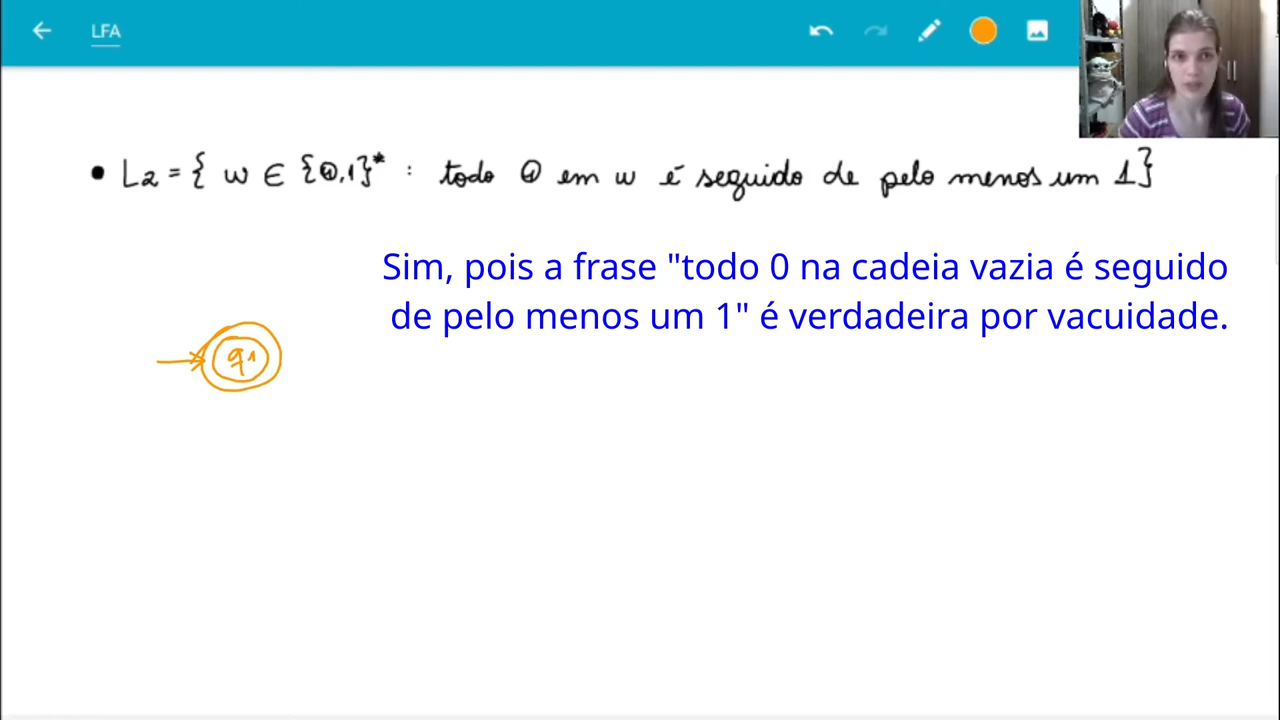 LFA
• L2 = { w ∈ {0,1}* : todo 0 em w é seguido de pelo menos um 1}
Sim, pois a frase "todo 0 na cadeia vazia é seguido
de pelo menos um 1" é verdadeira por vacuidade.
q1